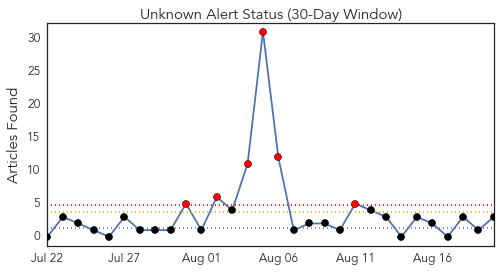 Unknown Alert Status (30-Day Window)
Articles Found
30
25
20
15
10
5
0
Jul 22 Jul 27 Aug 01 Aug 06 Aug 11 Aug 16